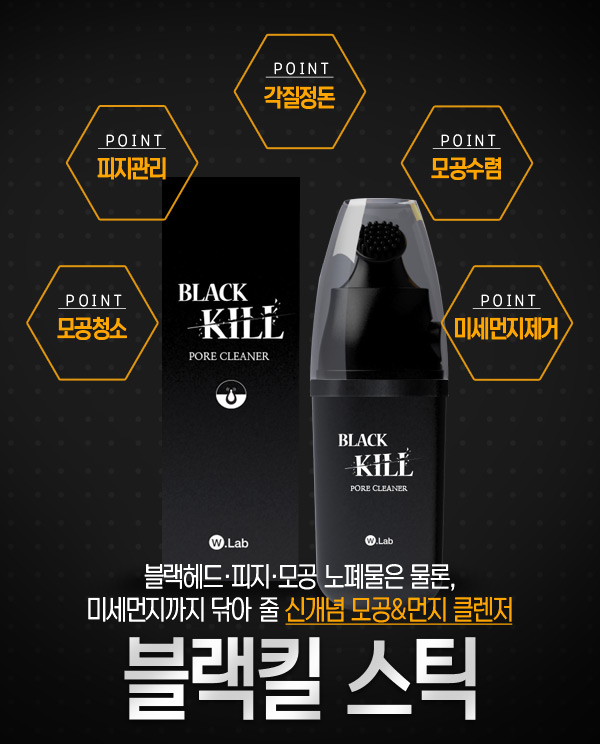 POINT
각질정돈
POINT
피지관리
POINT
모공수렴
POINT
모공청소
POINT
미세먼지제거
BLACK
KILL
PORE CLEANER
W.Lab
BLACK
KILL
PORE CLEANER
W.Lab
블랙헤드·피지·모공 노폐물은 물론,
미세먼지까지 닦아 줄 신개념 모공&먼지 클렌저
블랙킬 스틱